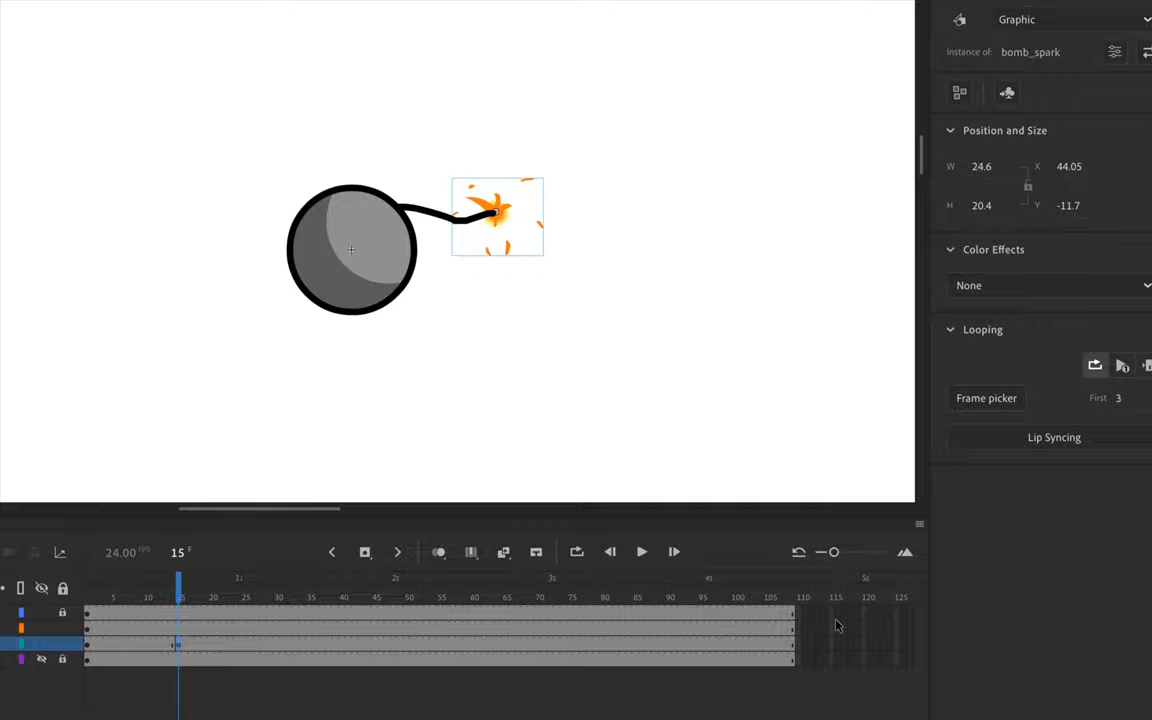 Graphic
Instance of: bomb_spark
Position and Size
W 24.6 X 44.05
H 20.4 Y -11.7
Color Effects
None
Looping
Frame picker First 3
Lip Syncing
24.00 FPS 15 F
1s 2s 3s 4s 5s
5 10 15 20 25 30 35 40 45 50 55 60 65 70 75 80 85 90 95 100 105 110 115 120 125